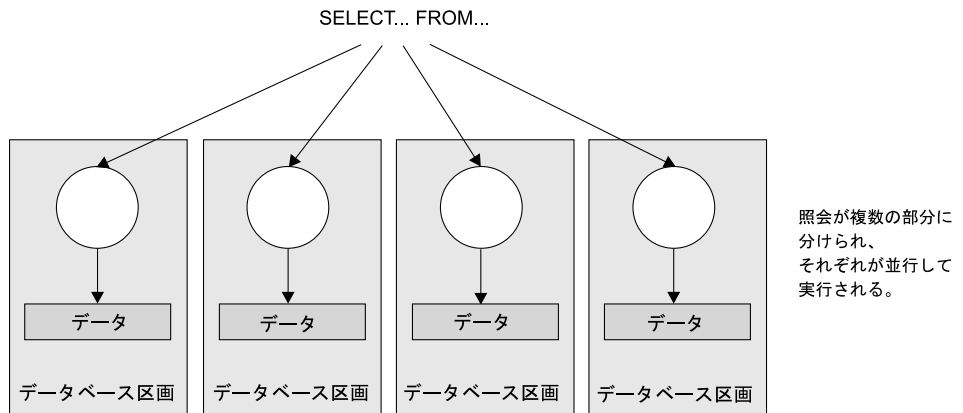 SELECT... FROM...
データ
データ
データ
データ
データベース区画
データベース区画
データベース区画
データベース区画
照会が複数の部分に
分けられ、
それぞれが並行して
実行される。